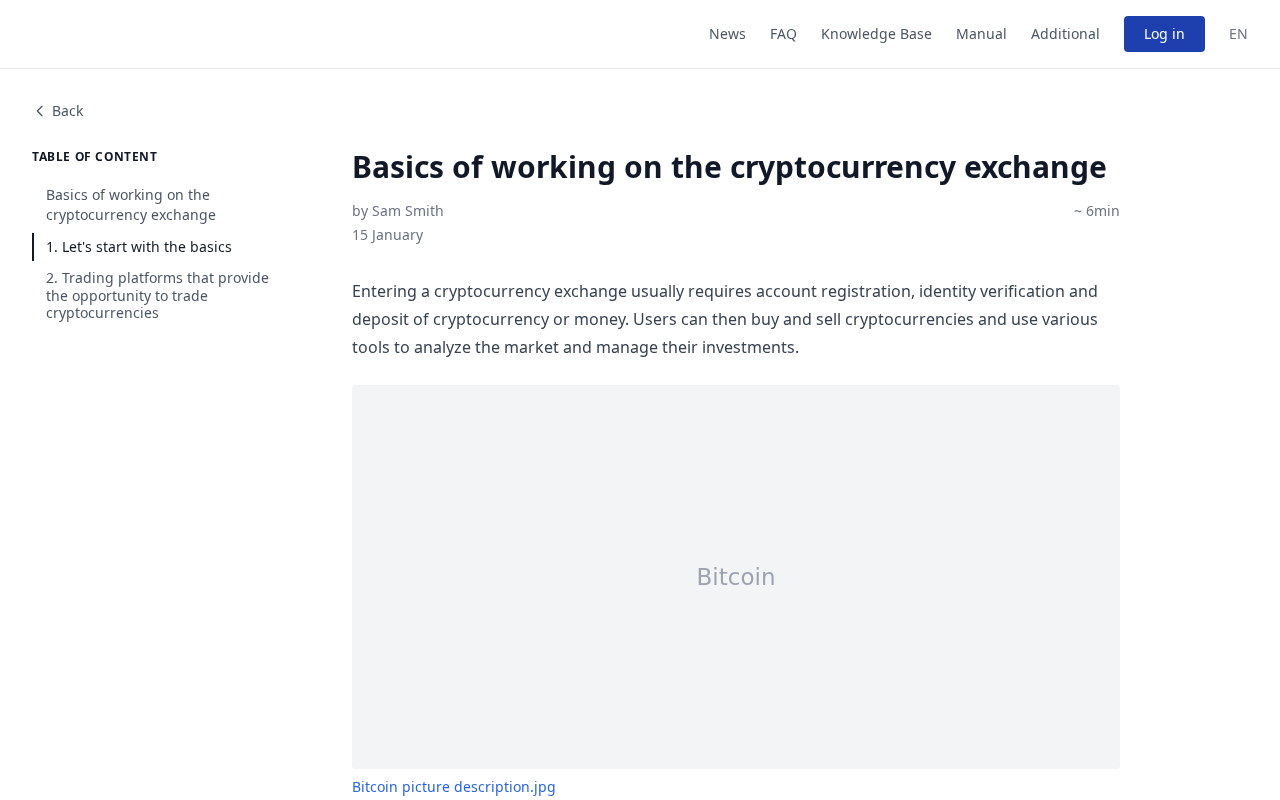 News FAQ Knowledge Base Manual Additional Log in EN
Back
TABLE OF CONTENT
Basics of working on the
cryptocurrency exchange
1. Let's start with the basics
2. Trading platforms that provide
the opportunity to trade
cryptocurrencies
Basics of working on the cryptocurrency exchange
by Sam Smith ~ 6min
15 January
Entering a cryptocurrency exchange usually requires account registration, identity verification and
deposit of cryptocurrency or money. Users can then buy and sell cryptocurrencies and use various
tools to analyze the market and manage their investments.
Bitcoin
Bitcoin picture description.jpg